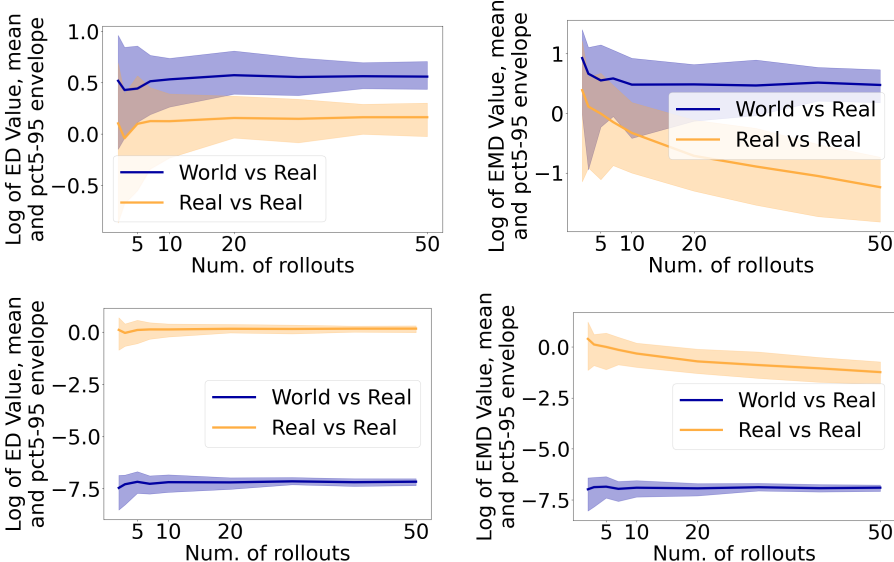 Log of ED Value, mean
and pct5-95 envelope
1.0
0.5
0.0
−0.5
World vs Real
Real vs Real
5 10 20 50
Num. of rollouts
Log of EMD Value, mean
and pct5-95 envelope
1
0
−1
World vs Real
Real vs Real
5 10 20 50
Num. of rollouts
Log of ED Value, mean
and pct5-95 envelope
0.0
−2.5
−5.0
−7.5
World vs Real
Real vs Real
5 10 20 50
Num. of rollouts
Log of EMD Value, mean
and pct5-95 envelope
0.0
−2.5
−5.0
−7.5
World vs Real
Real vs Real
5 10 20 50
Num. of rollouts